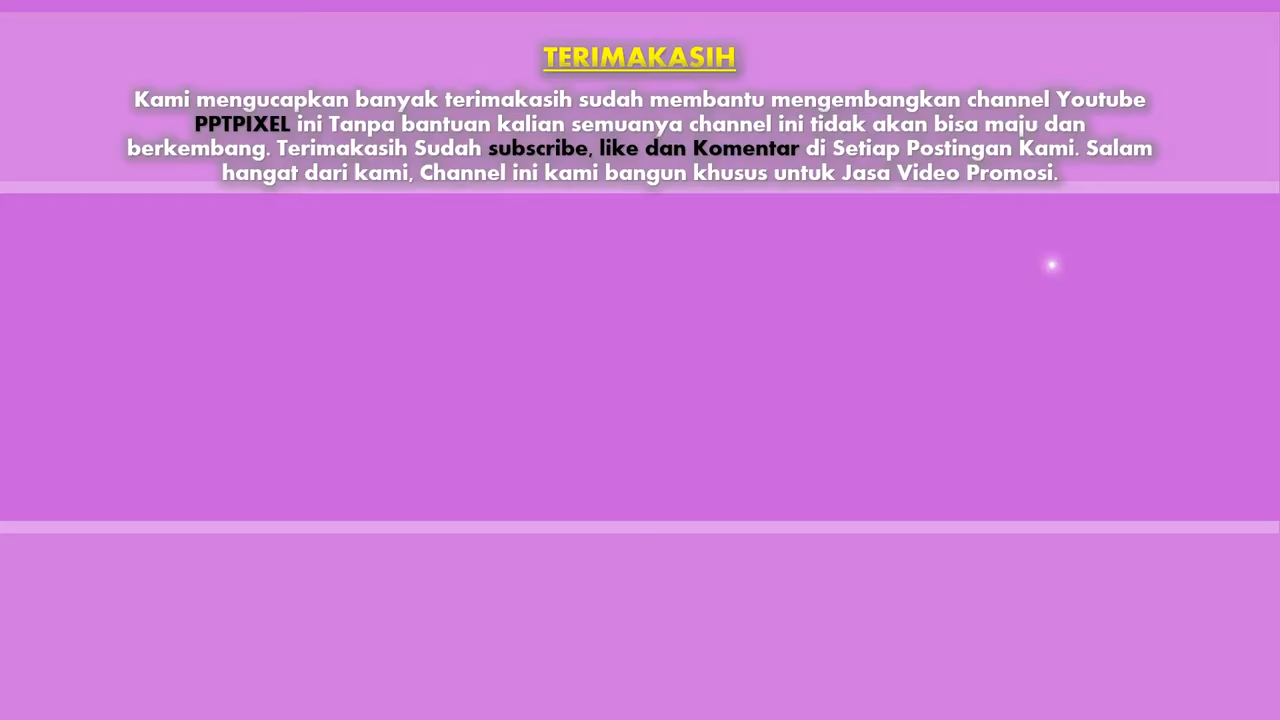 TERIMAKASIH
Kami mengucapkan banyak terimakasih sudah membantu mengembangkan channel Youtube
PPTPIXEL ini Tanpa bantuan kalian semuanya channel ini tidak akan bisa maju dan
berkembang. Terimakasih Sudah subscribe, like dan Komentar di Setiap Postingan Kami. Salam
hangat dari kami, Channel ini kami bangun khusus untuk Jasa Video Promosi.